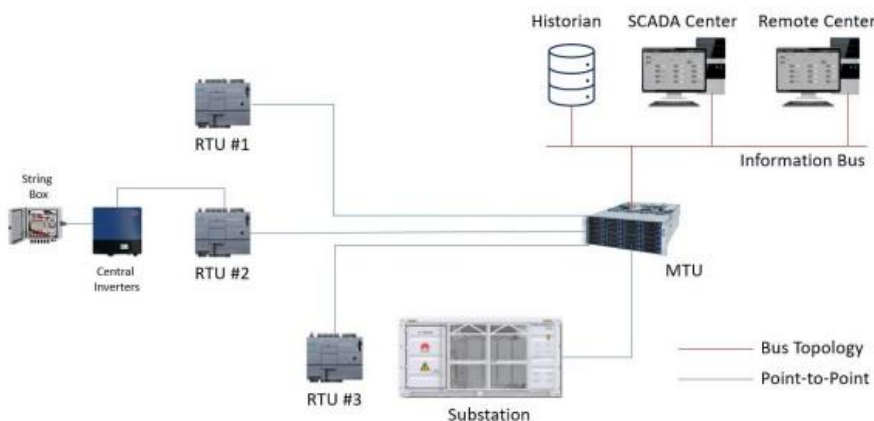 Historian
SCADA Center
Remote Center
RTU #1
Information Bus
String
Box
RTU #2
MTU
Central
Inverters
Bus Topology
Point-to-Point
RTU #3
Substation